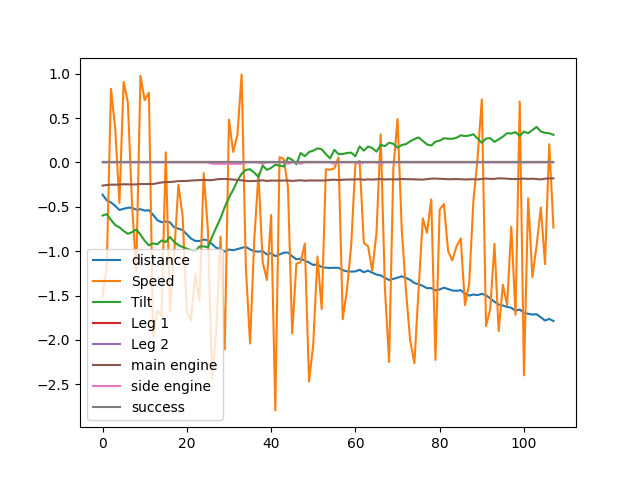 1.0
0.5
0.0
−0.5
−1.0
−1.5
−2.0
−2.5
distance
Speed
Tilt
Leg 1
Leg 2
main engine
side engine
success
0 20 40 60 80 100